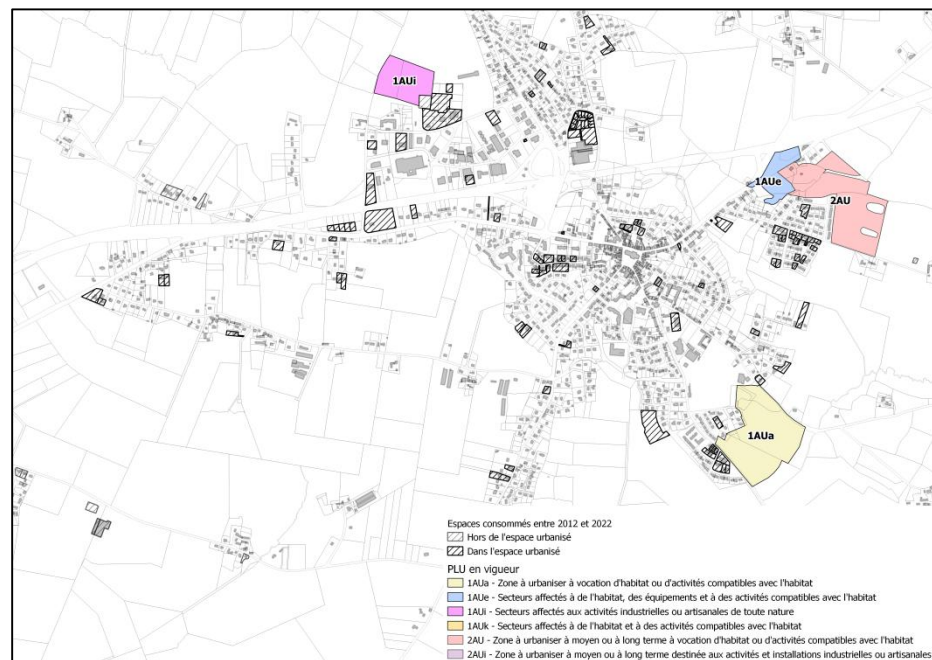 1AUi
1AUe
2AU
1AUa
Espaces consommés entre 2012 et 2022
Hors de l'espace urbanisé
Dans l'espace urbanisé
PLU en vigueur
1AUa - Zone à urbaniser à vocation d'habitat ou d'activités compatibles avec l'habitat
1AUe - Secteurs affectés à de l'habitat, des équipements et à des activités compatibles avec l'habitat
1AUi - Secteurs affectés aux activités industrielles ou artisanales de toute nature
1AUk - Secteurs affectés à de l'habitat et à des activités compatibles avec l'habitat
2AU - Zone à urbaniser à moyen ou à long terme à vocation d'habitat ou d'activités compatibles avec l'habitat
2AUi - Zone à urbaniser à moyen ou à long terme destinée aux activités et installations industrielles ou artisanales